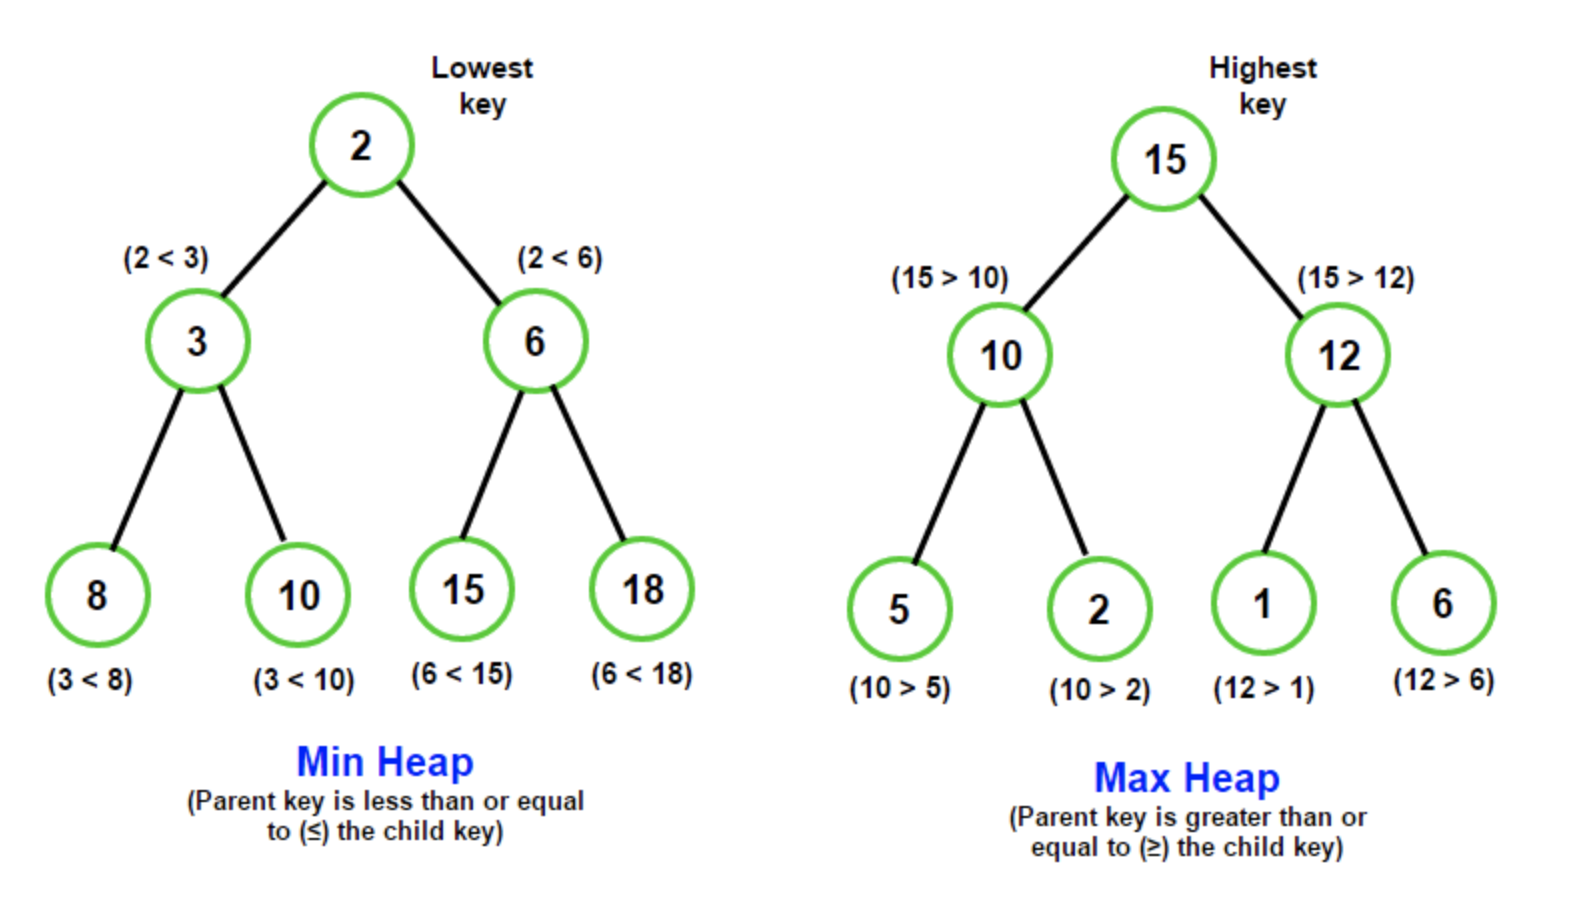 Lowest
key
2
(2 < 3)
(2 < 6)
3
6
8
10
15
18
(3 < 8)
(3 < 10)
(6 < 15)
(6 < 18)
Min Heap
(Parent key is less than or equal
to (≤) the child key)
Highest
key
15
(15 > 10)
(15 > 12)
10
12
5
2
1
6
(10 > 5)
(10 > 2)
(12 > 1)
(12 > 6)
Max Heap
(Parent key is greater than or
equal to (≥) the child key)